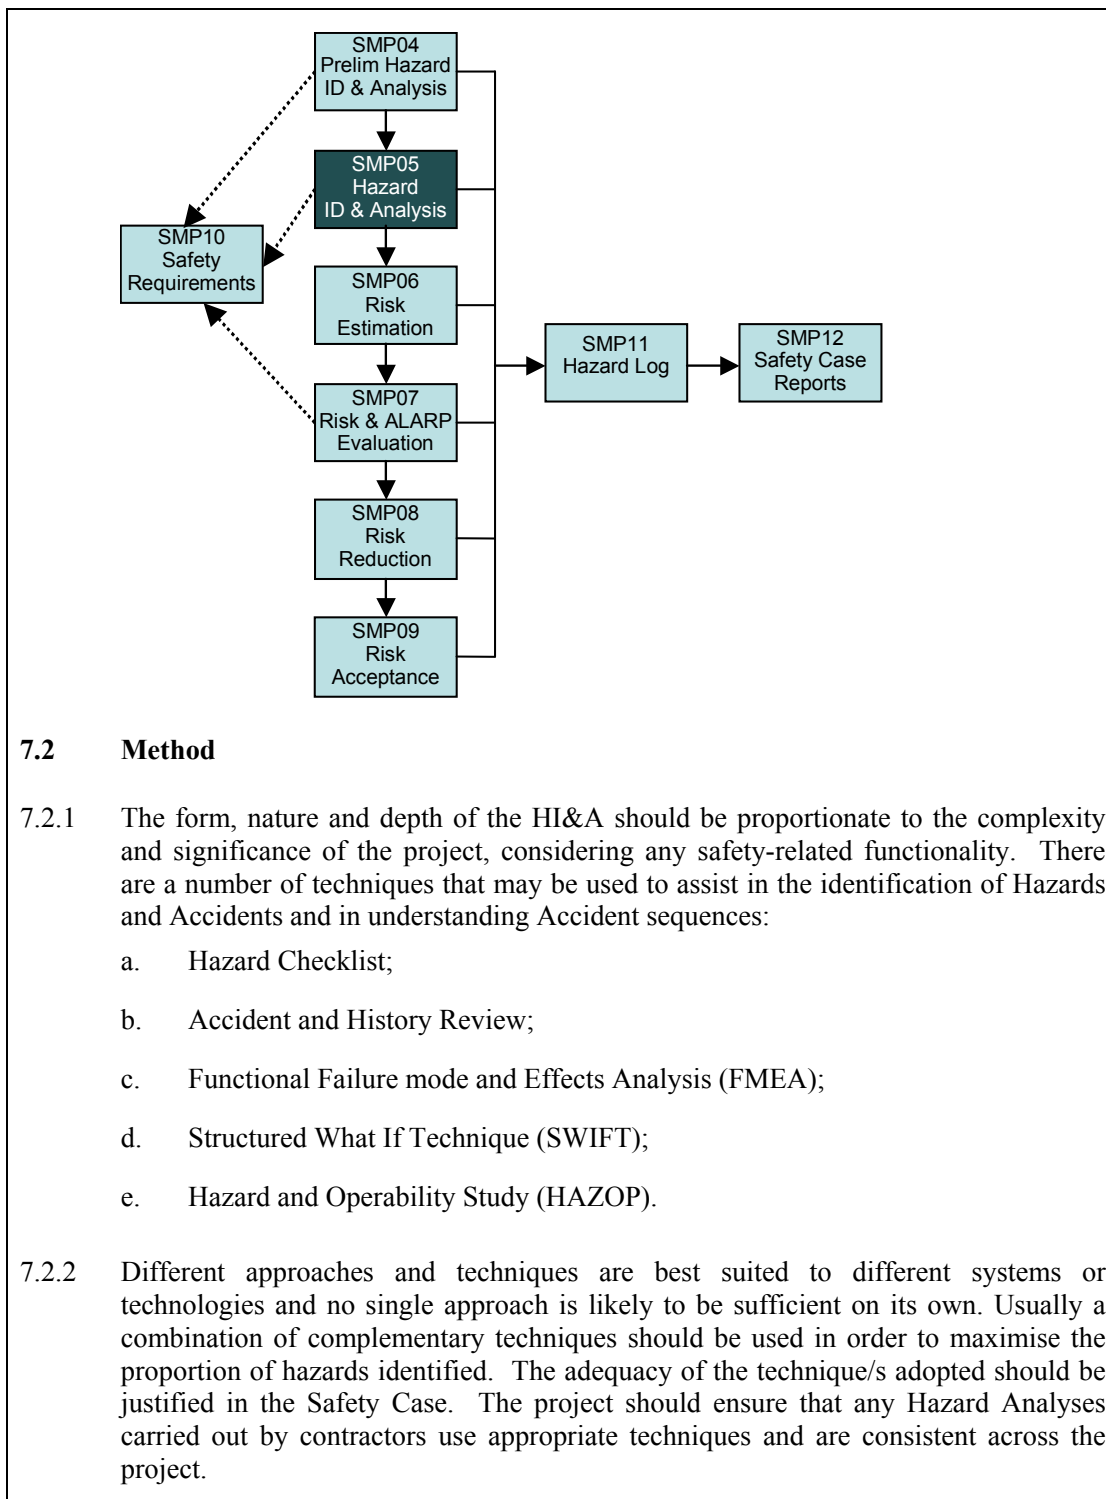 SMP04
Prelim Hazard
ID & Analysis
SMP05
Hazard
ID & Analysis
SMP10
Safety
Requirements
SMP06
Risk
Estimation
SMP11
Hazard Log
SMP12
Safety Case
Reports
SMP07
Risk & ALARP
Evaluation
SMP08
Risk
Reduction
SMP09
Risk
Acceptance
7.2 Method
7.2.1 The form, nature and depth of the HI&A should be proportionate to the complexity
and significance of the project, considering any safety-related functionality. There
are a number of techniques that may be used to assist in the identification of Hazards
and Accidents and in understanding Accident sequences:
a. Hazard Checklist;
b. Accident and History Review;
c. Functional Failure mode and Effects Analysis (FMEA);
d. Structured What If Technique (SWIFT);
e. Hazard and Operability Study (HAZOP).
7.2.2 Different approaches and techniques are best suited to different systems or
technologies and no single approach is likely to be sufficient on its own. Usually a
combination of complementary techniques should be used in order to maximise the
proportion of hazards identified. The adequacy of the technique/s adopted should be
justified in the Safety Case. The project should ensure that any Hazard Analyses
carried out by contractors use appropriate techniques and are consistent across the
project.